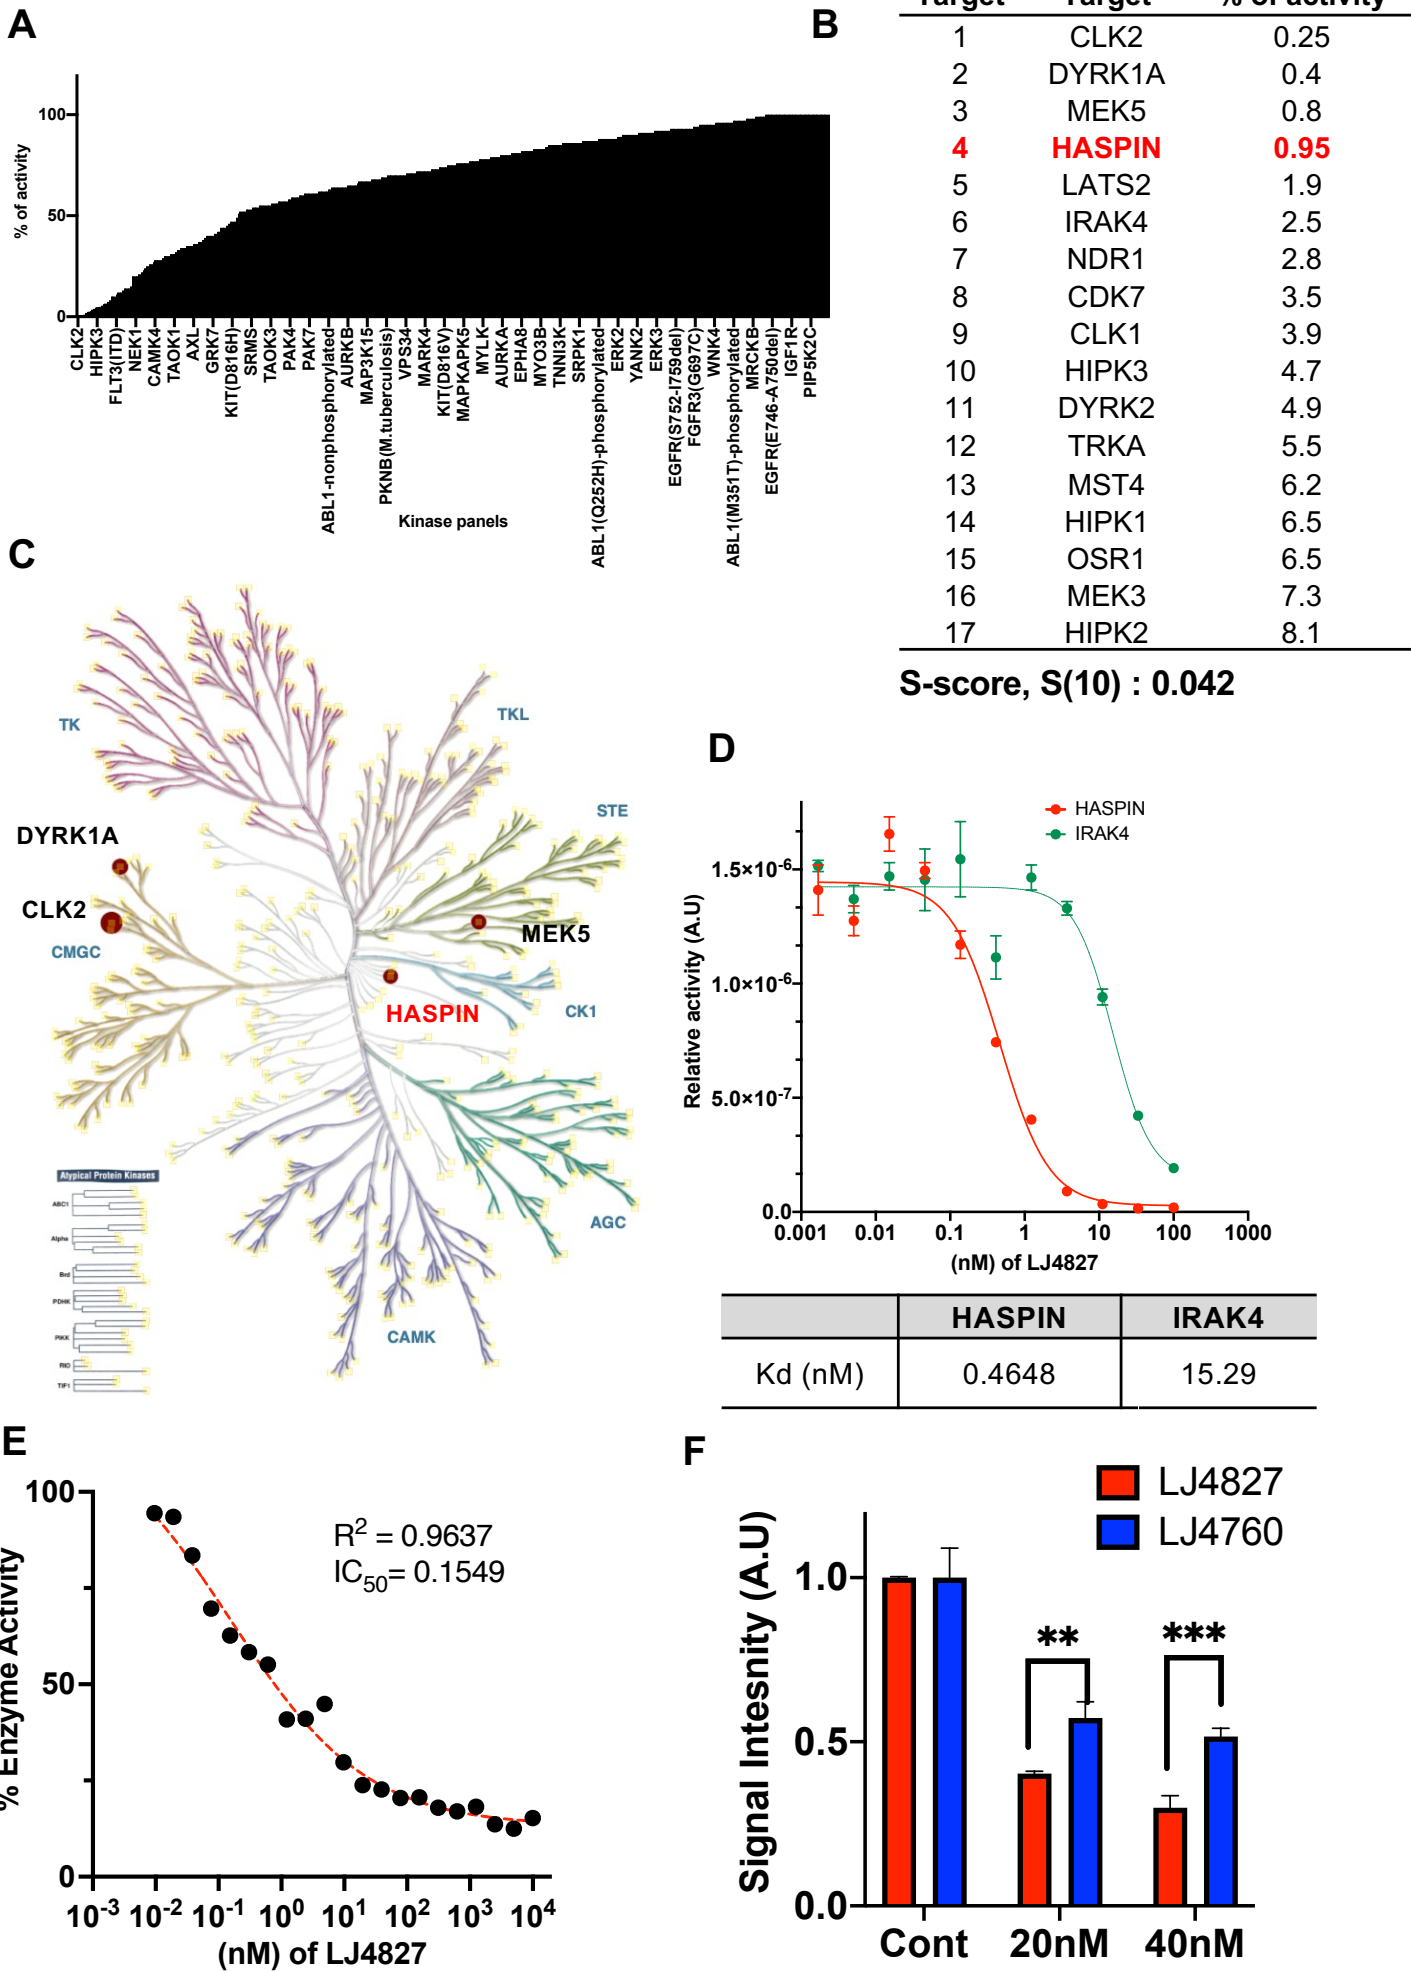 A
100
50
0
% of activity
CLK2
HIPK3
FLT3(ITD)
NEK1
CAMK4
TAOK1
AXL
GRK7
KIT(D816H)
SRMS
TAOK3
PAK4
PAK7
ABL1-nonphosphorylated
AURKB
MAP3K15
PKNB(M.tuberculosis)
VPS34
MARK4
KIT(D816V)
MAPKAPK5
MYLK
AURKA
EPHA8
MYO3B
TNNI3K
SRPK1
ABL1(Q252H)-phosphorylated
ERK2
YANK2
ERK3
EGFR(S752-I759del)
FGFR3(G697C)
WNK4
ABL1(M351T)-phosphorylated
MRCKB
EGFR(E746-A750del)
IGF1R
PIP5K2C
Kinase panels
B
Target Target % of activity
1 CLK2 0.25
2 DYRK1A 0.4
3 MEK5 0.8
4 HASPIN 0.95
5 LATS2 1.9
6 IRAK4 2.5
7 NDR1 2.8
8 CDK7 3.5
9 CLK1 3.9
10 HIPK3 4.7
11 DYRK2 4.9
12 TRKA 5.5
13 MST4 6.2
14 HIPK1 6.5
15 OSR1 6.5
16 MEK3 7.3
17 HIPK2 8.1
S-score, S(10) : 0.042
C
TK
TKL
STE
DYRK1A
CLK2
CMGC
MEK5
HASPIN
CK1
AGC
CAMK
Atypical Protein Kinases
ABC1
Alpha
Brd
PDHK
PIKK
RIO
TIF1
D
HASPIN
IRAK4
1.5×10⁻⁶
1.0×10⁻⁶
5.0×10⁻⁷
0.0
Relative activity (A.U)
0.001 0.01 0.1 1 10 100 1000
(nM) of LJ4827
HASPIN IRAK4
Kd (nM) 0.4648 15.29
E
100
50
0
% Enzyme Activity
R² = 0.9637
IC₅₀= 0.1549
10⁻³ 10⁻² 10⁻¹ 10⁰ 10¹ 10² 10³ 10⁴
(nM) of LJ4827
F
LJ4827
LJ4760
1.0
0.5
0.0
Signal Intesnity (A.U)
** ***
Cont 20nM 40nM